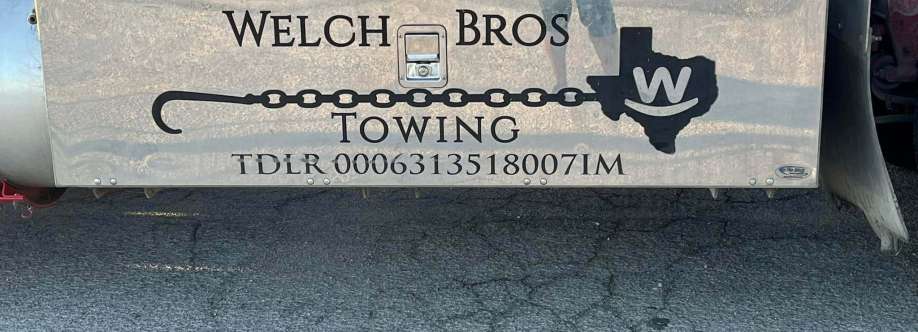 WELCH BROS
W
TOWING
TDLR 0006313518007IM